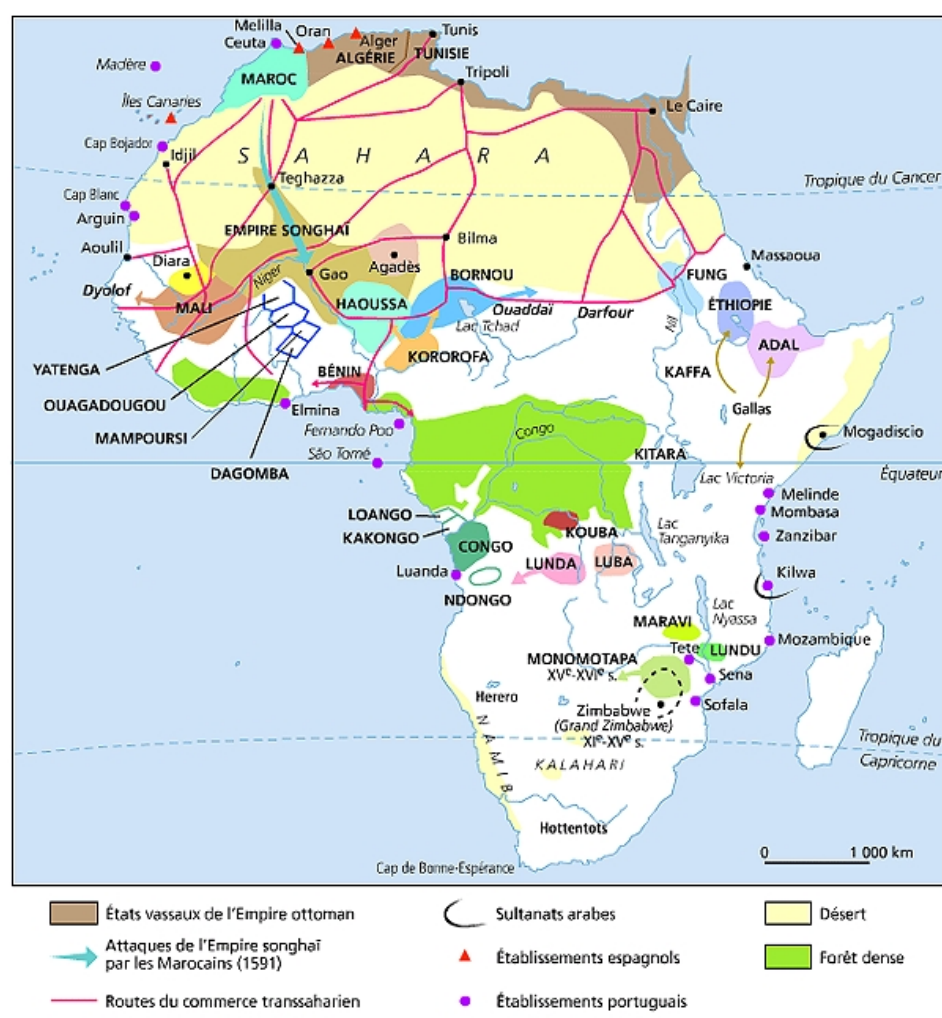 Melilla
Oran
Ceuta
Alger
Tunis
ALGÉRIE
TUNISIE
Madère
MAROC
Tripoli
Îles Canaries
Le Caire
Cap Bojador
Idjil
SAHARA
Teghazza
Tropique du Cancer
Cap Blanc
Arguin
EMPIRE SONGHAÏ
Bilma
Aoulil
Diara
Gao
Agadès
Massaoua
Niger
BORNOU
FUNG
Dyolof
MALI
HAOUSSA
Ouaddaï
Darfour
ÉTHIOPIE
Lac Tchad
Nil
ADAL
KOROROFA
YATENGA
BÉNIN
KAFFA
OUAGADOUGOU
Elmina
Gallas
MAMPOURSI
Fernando Poo
Congo
Mogadiscio
São Tomé
KITARA
DAGOMBA
Lac Victoria
Équateur
Melinde
LOANGO
Mombasa
KAKONGO
KOUBA
Lac
Tanganyika
Zanzibar
CONGO
LUNDA
LUBA
Luanda
Kilwa
NDONGO
Lac
Nyassa
MARAVI
Tete
LUNDU
Mozambique
MONOMOTAPA
XVe-XVIe s.
Sena
Herero
Zimbabwe
(Grand Zimbabwe)
XIe-XVe s.
Sofala
NAMIB
KALAHARI
Tropique du
Capricorne
Hottentots
Cap de Bonne-Espérance
0 1 000 km
États vassaux de l'Empire ottoman
Attaques de l'Empire songhaï
par les Marocains (1591)
Routes du commerce transsaharien
Sultanats arabes
Établissements espagnols
Établissements portuguais
Désert
Forêt dense